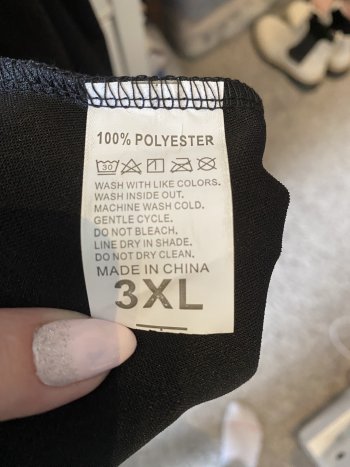 100% POLYESTER
30
WASH WITH LIKE COLORS.
WASH INSIDE OUT.
MACHINE WASH COLD.
GENTLE CYCLE.
DO NOT BLEACH.
LINE DRY IN SHADE.
DO NOT DRY CLEAN.
MADE IN CHINA
3XL